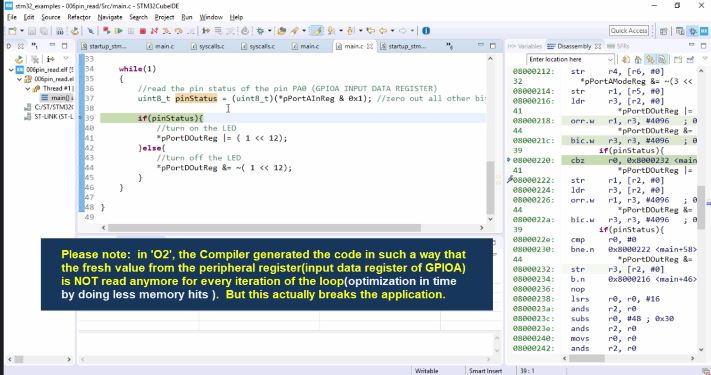 stm32_examples - 006pin_read/Src/main.c - STM32CubeIDE
File Edit Source Refactor Navigate Search Project Run Window Help
Quick Access
startup_stm... main.c syscalls.c syscalls.c main.c main.c startup_stm...
Variables Disassembly SFRs
Enter location here
006pin_read.elf [
006pin_read.el
Thread #1 [
main()
C:/ST/STM32C
ST-LINK (ST-L
33
34 while(1)
35 {
36 //read the pin status of the pin PA0 (GPIOA INPUT DATA REGISTER)
37 uint8_t pinStatus = (uint8_t)(*pPortAInReg & 0x1); //zero out all other bit
38
39 if(pinStatus){
40 //turn on the LED
41 *pPortDOutReg |= ( 1 << 12);
42 }else{
43 //turn off the LED
44 *pPortDOutReg &= ~( 1 << 12);
45 }
46 }
47
48 }
49
08000212: str r4, [r6, #0]
32 *pPortAModeReg &= ~(3 <<
08000214: str r1, [r5, #0]
08000216: ldr r3, [r2, #0]
41 *pPortDOutReg |=
08000218: orr.w r1, r3, #4096 ; 0
44 *pPortDOutReg &=
0800021c: bic.w r3, r3, #4096 ; 0
39 if(pinStatus){
08000220: cbz r0, 0x8000232 <main
41 *pPortDOutReg |=
08000222: str r1, [r2, #0]
08000224: ldr r3, [r2, #0]
08000226: orr.w r1, r3, #4096 ; 0
44 *pPortDOutReg &=
0800022a: bic.w r3, r3, #4096 ; 0
39 if(pinStatus){
0800022e: cmp r0, #0
08000230: bne.n 0x8000222 <main+58>
44 *pPortDOutReg &=
08000232: str r3, [r2, #0]
08000234: b.n 0x8000216 <main+46>
08000236: nop
08000238: lsrs r0, r0, #16
0800023a: ands r2, r0
0800023c: subs r0, #48 ; 0x30
0800023e: ands r2, r0
08000240: movs r0, r0
08000242: ands r2, r0
Please note: in 'O2', the Compiler generated the code in such a way that
the fresh value from the peripheral register(input data register of GPIOA)
is NOT read anymore for every iteration of the loop(optimization in time
by doing less memory hits ). But this actually breaks the application.
Writable Smart Insert 39 : 1